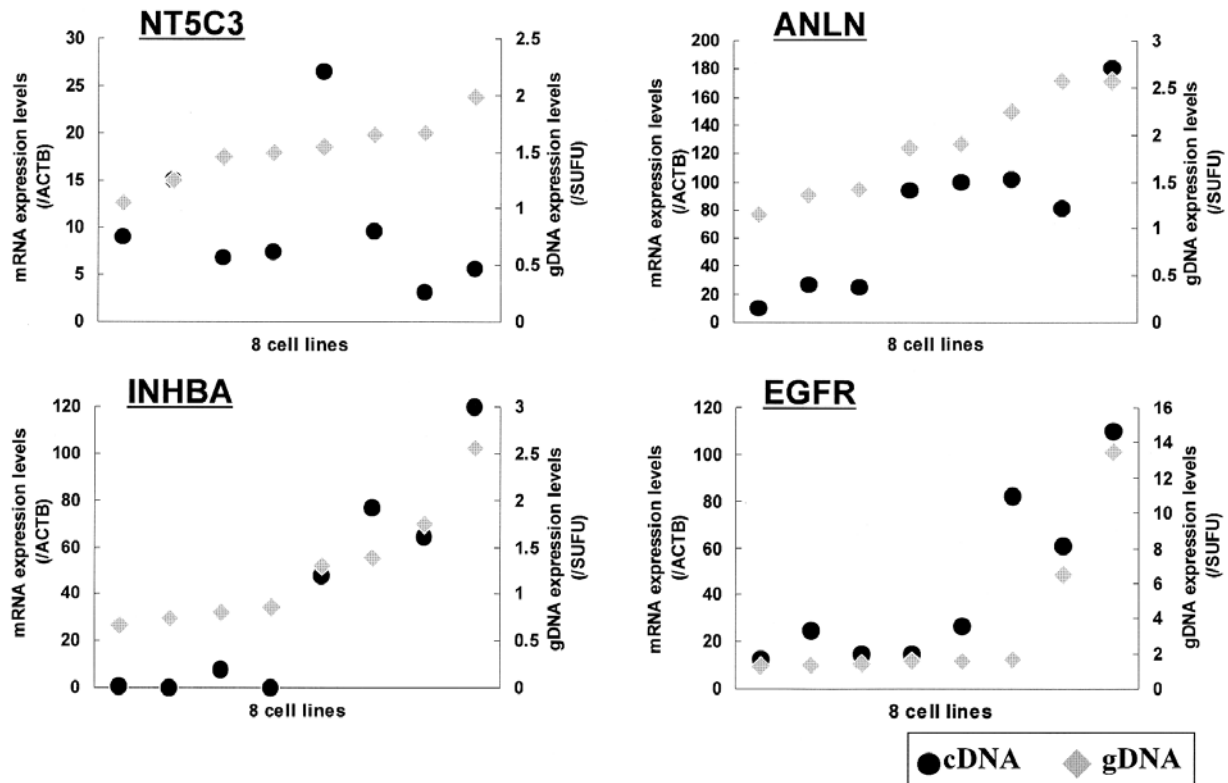 NT5C3
30
25
20
15
10
5
0
mRNA expression levels
(/ACTB)
2.5
2
1.5
1
0.5
0
gDNA expression levels
(/SUFU)
8 cell lines
ANLN
200
180
160
140
120
100
80
60
40
20
0
mRNA expression levels
(/ACTB)
3
2.5
2
1.5
1
0.5
0
gDNA expression levels
(/SUFU)
8 cell lines
INHBA
120
100
80
60
40
20
0
mRNA expression levels
(/ACTB)
3
2.5
2
1.5
1
0.5
0
gDNA expression levels
(/SUFU)
8 cell lines
EGFR
120
100
80
60
40
20
0
mRNA expression levels
(/ACTB)
16
14
12
10
8
6
4
2
0
gDNA expression levels
(/SUFU)
8 cell lines
cDNA gDNA